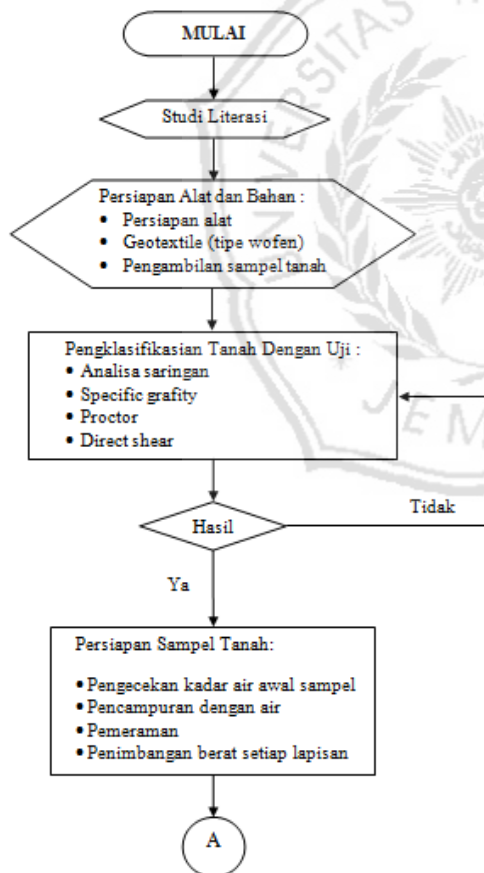 MULAI
Studi Literasi
Persiapan Alat dan Bahan :
• Persiapan alat
• Geotextile (tipe wofen)
• Pengambilan sampel tanah
Pengklasifikasian Tanah Dengan Uji :
• Analisa saringan
• Specific grafity
• Proctor
• Direct shear
Hasil
Tidak
Ya
Persiapan Sampel Tanah:
• Pengecekan kadar air awal sampel
• Pencampuran dengan air
• Pemeraman
• Penimbangan berat setiap lapisan
A